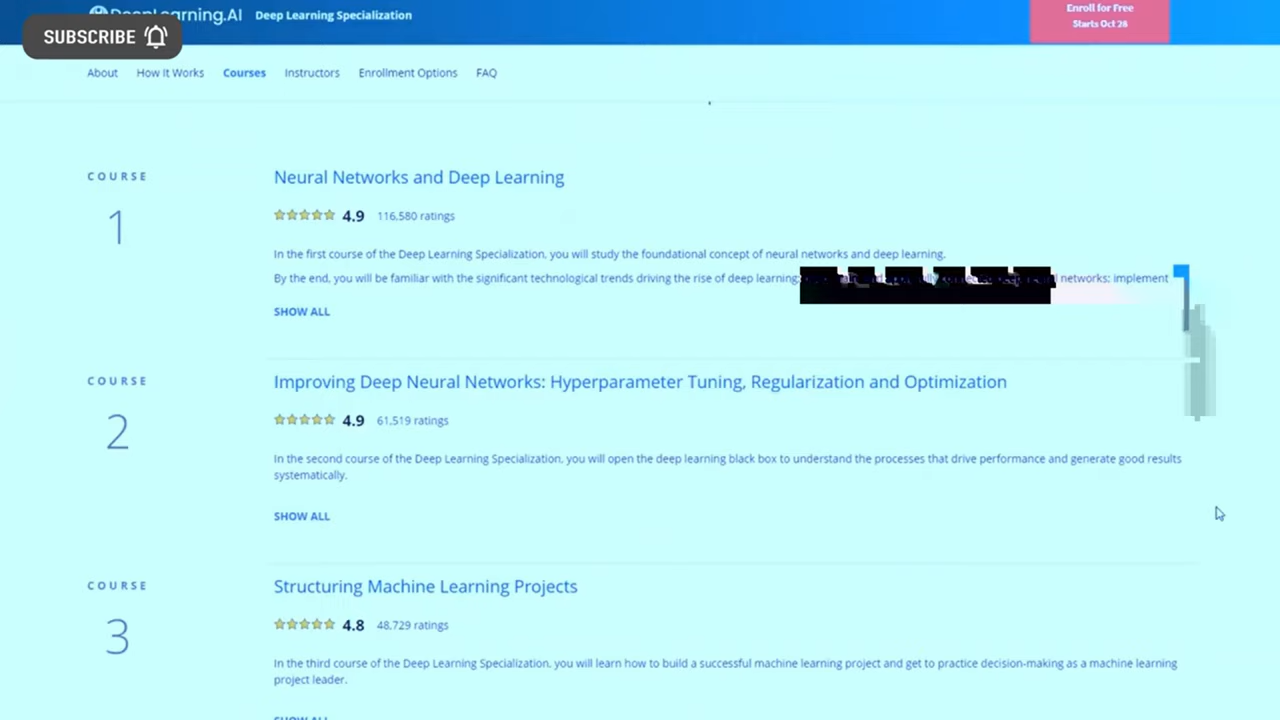 DeepLearning.AI Deep Learning Specialization
Enroll for Free
Starts Oct 26
SUBSCRIBE
About How It Works Courses Instructors Enrollment Options FAQ
COURSE
1
Neural Networks and Deep Learning
4.9 116,580 ratings
In the first course of the Deep Learning Specialization, you will study the foundational concept of neural networks and deep learning.
By the end, you will be familiar with the significant technological trends driving the rise of deep learning; networks; implement
SHOW ALL
COURSE
2
Improving Deep Neural Networks: Hyperparameter Tuning, Regularization and Optimization
4.9 61,519 ratings
In the second course of the Deep Learning Specialization, you will open the deep learning black box to understand the processes that drive performance and generate good results
systematically.
SHOW ALL
COURSE
3
Structuring Machine Learning Projects
4.8 48,729 ratings
In the third course of the Deep Learning Specialization, you will learn how to build a successful machine learning project and get to practice decision-making as a machine learning
project leader.
SHOW ALL